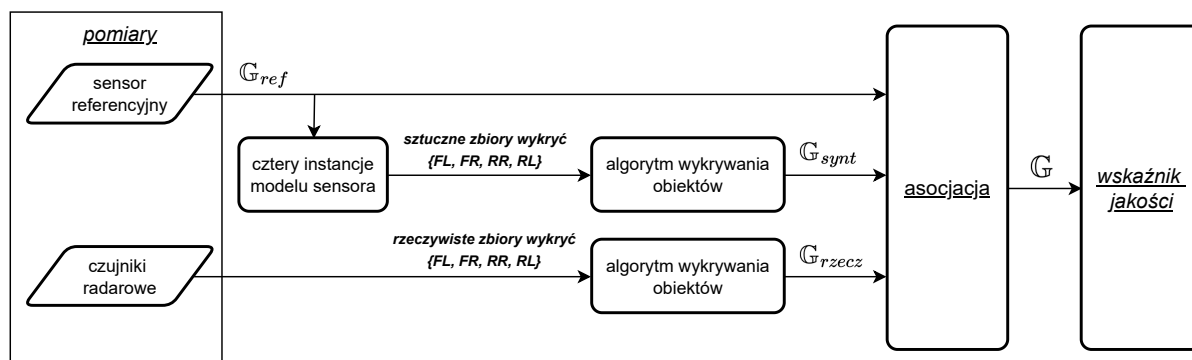 pomiary
sensor
referencyjny
𝔾ref
cztery instancje
modelu sensora
sztuczne zbiory wykryć
{FL, FR, RR, RL}
algorytm wykrywania
obiektów
𝔾synt
czujniki
radarowe
rzeczywiste zbiory wykryć
{FL, FR, RR, RL}
algorytm wykrywania
obiektów
𝔾rzecz
asocjacja
𝔾
wskaźnik
jakości